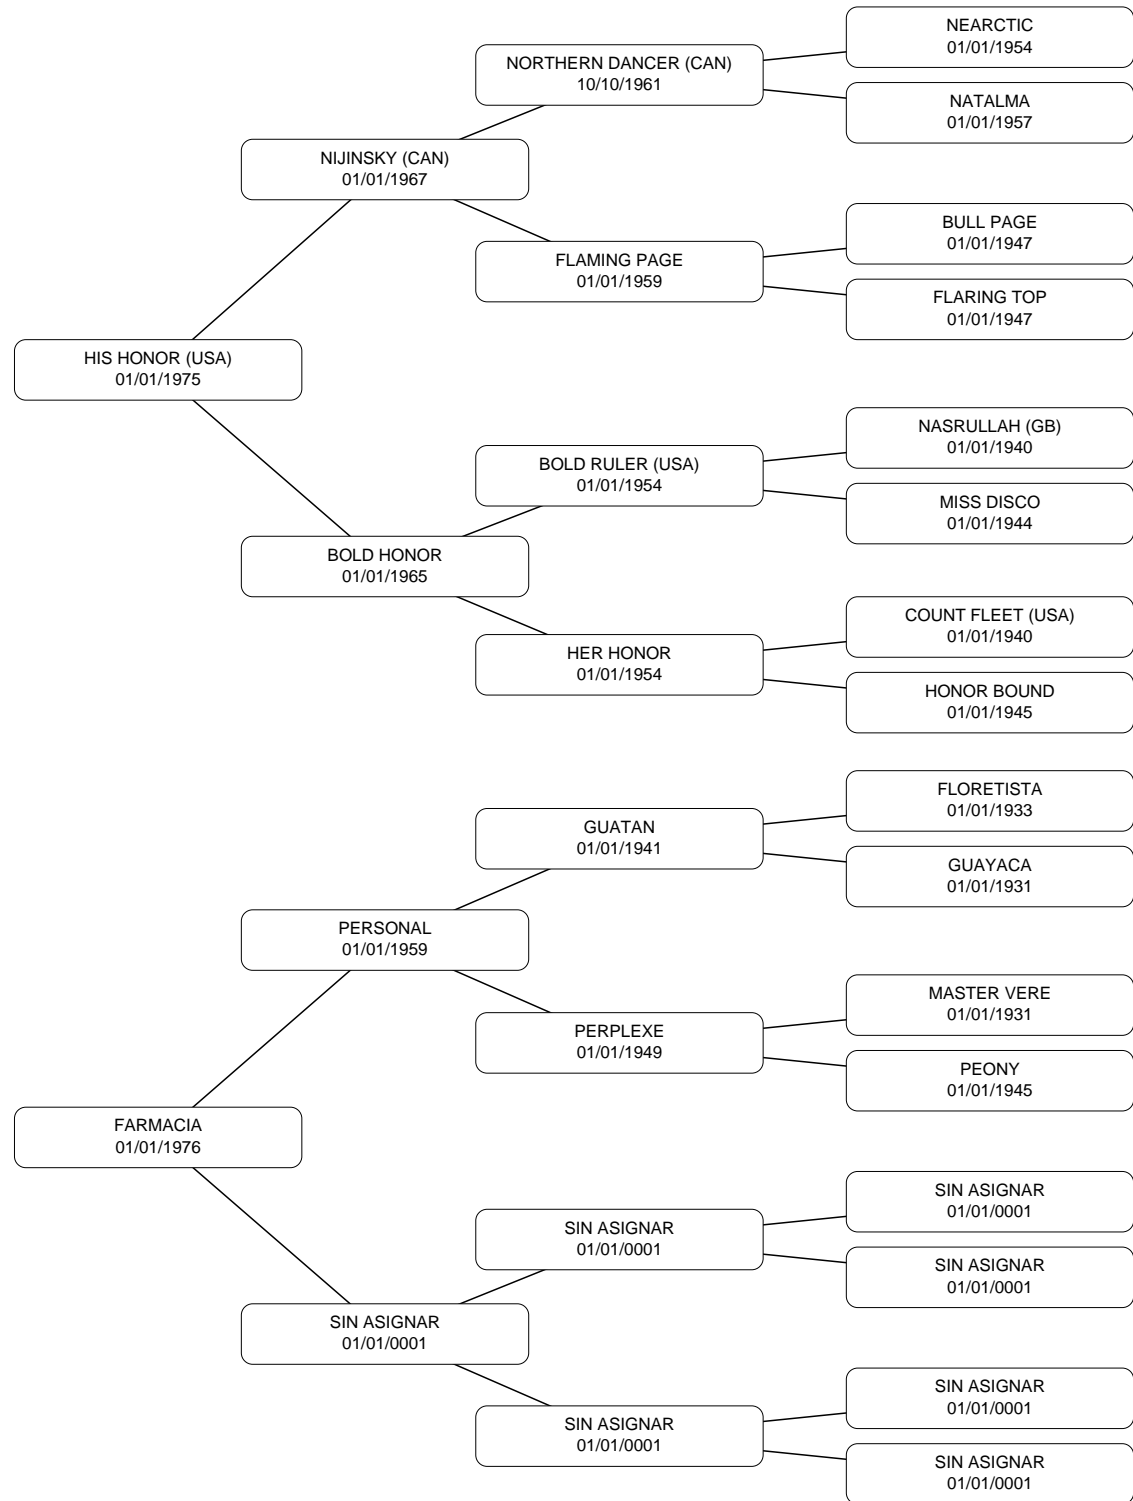 NEARCTIC
01/01/1954
NORTHERN DANCER (CAN)
10/10/1961
NATALMA
01/01/1957
NIJINSKY (CAN)
01/01/1967
BULL PAGE
01/01/1947
FLAMING PAGE
01/01/1959
FLARING TOP
01/01/1947
HIS HONOR (USA)
01/01/1975
NASRULLAH (GB)
01/01/1940
BOLD RULER (USA)
01/01/1954
MISS DISCO
01/01/1944
BOLD HONOR
01/01/1965
COUNT FLEET (USA)
01/01/1940
HER HONOR
01/01/1954
HONOR BOUND
01/01/1945
FLORETISTA
01/01/1933
GUATAN
01/01/1941
GUAYACA
01/01/1931
PERSONAL
01/01/1959
MASTER VERE
01/01/1931
PERPLEXE
01/01/1949
PEONY
01/01/1945
FARMACIA
01/01/1976
SIN ASIGNAR
01/01/0001
SIN ASIGNAR
01/01/0001
SIN ASIGNAR
01/01/0001
SIN ASIGNAR
01/01/0001
SIN ASIGNAR
01/01/0001
SIN ASIGNAR
01/01/0001
SIN ASIGNAR
01/01/0001